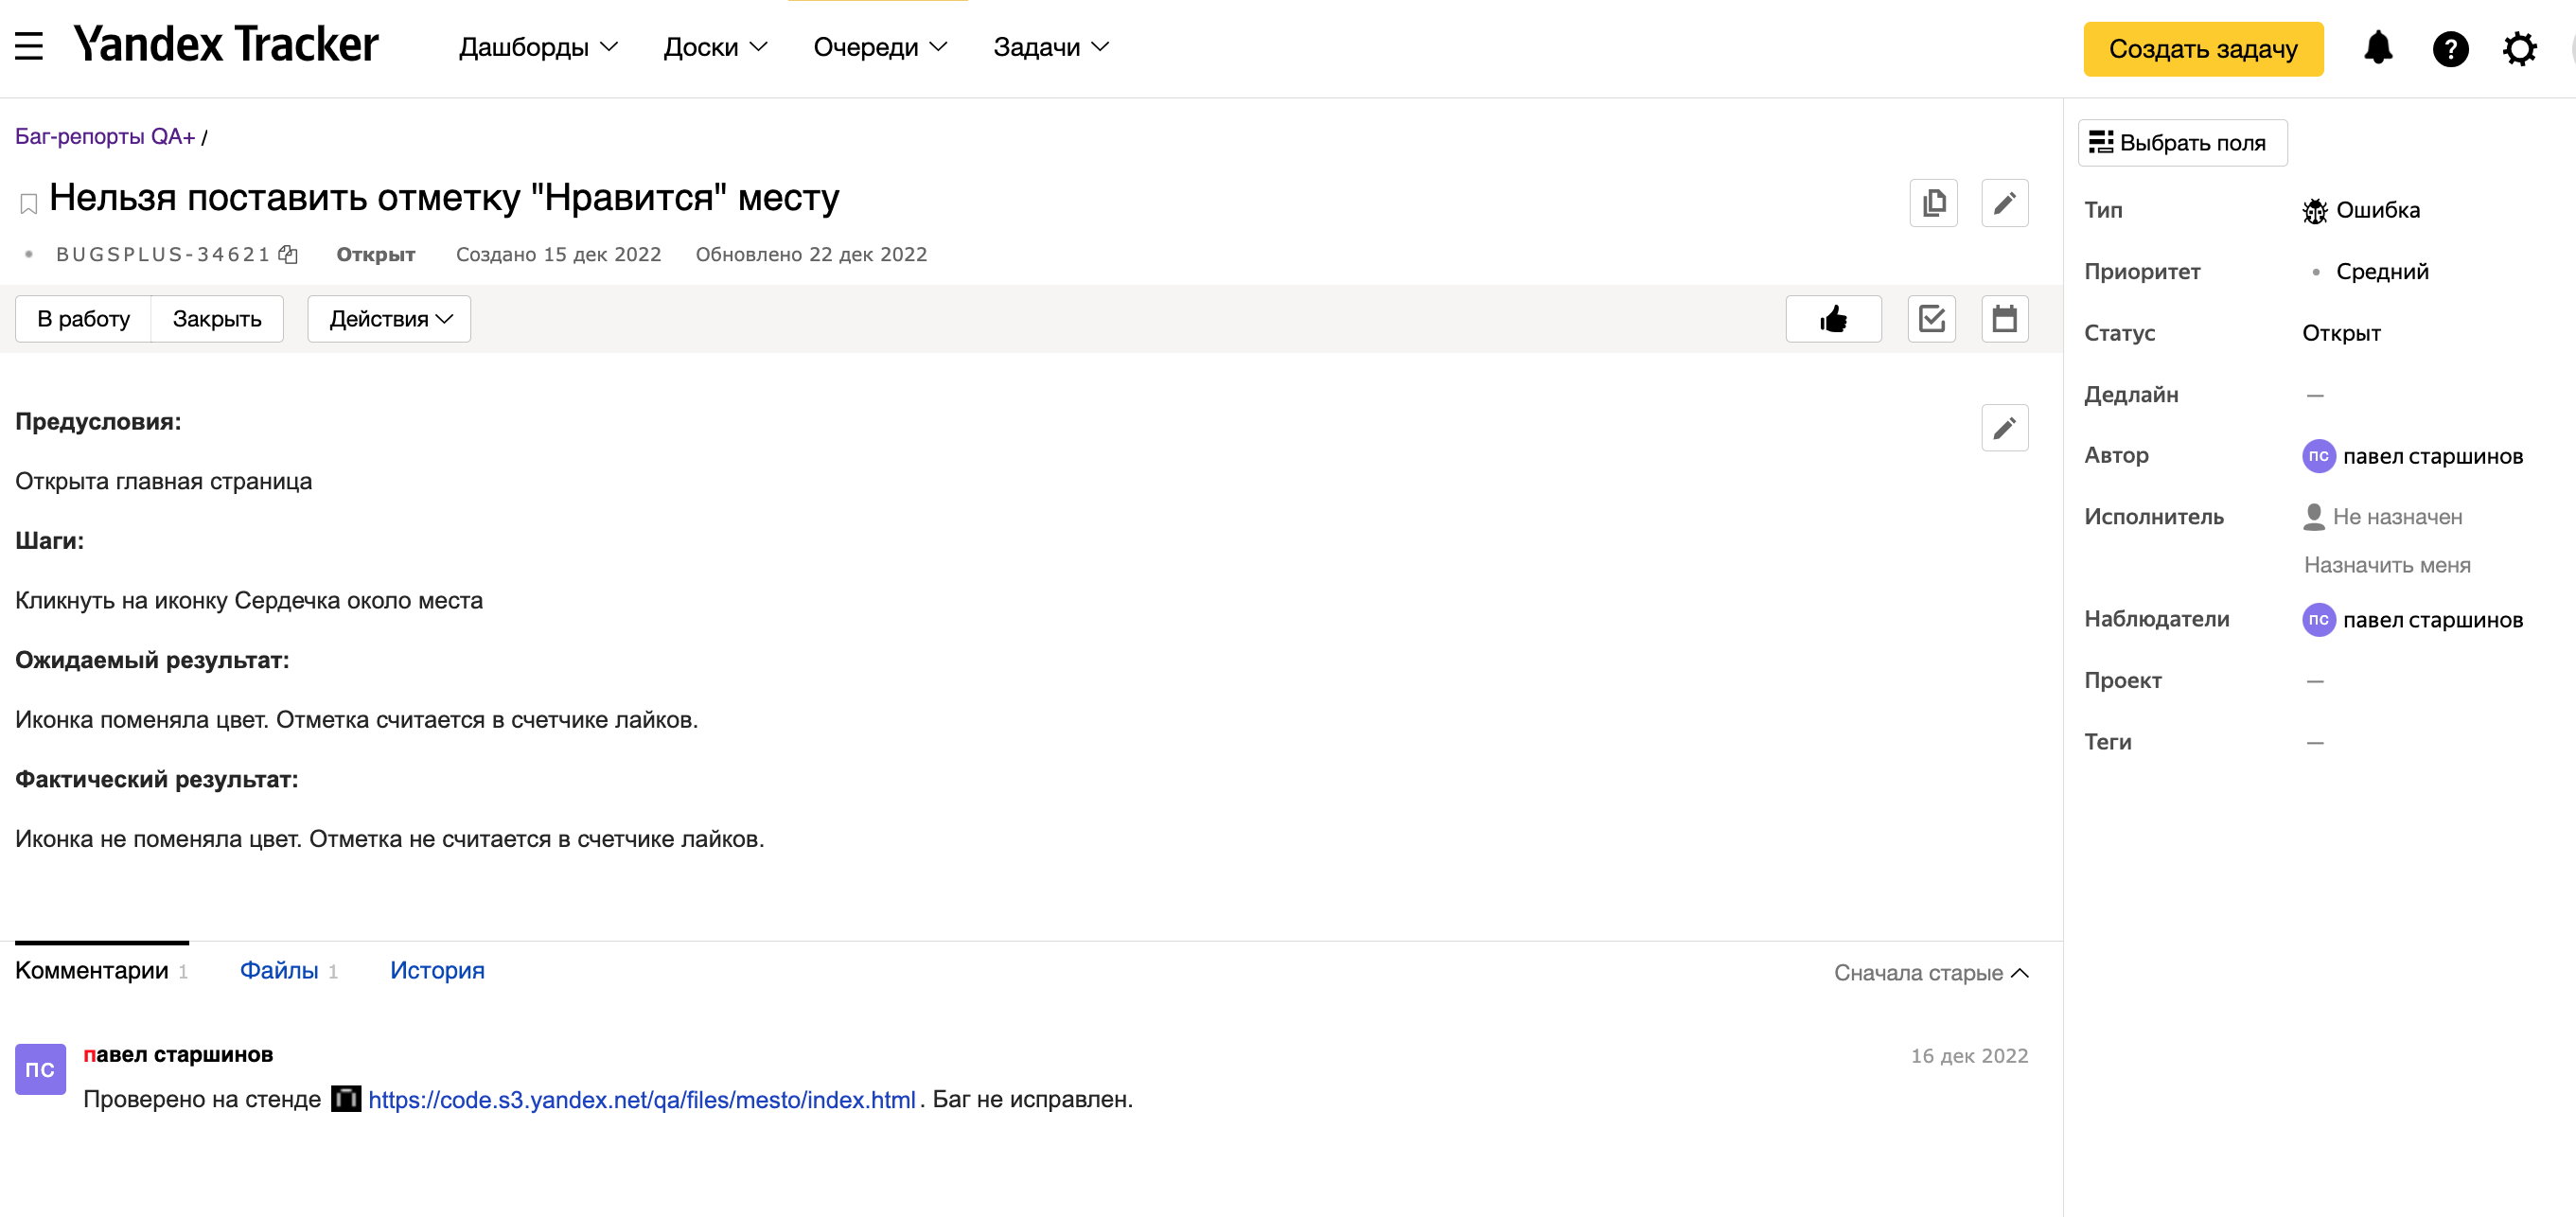 Yandex Tracker
Дашборды Доски Очереди Задачи
Создать задачу
Баг-репорты QA+ /
Нельзя поставить отметку "Нравится" месту
BUGSPLUS-34621 Открыт Создано 15 дек 2022 Обновлено 22 дек 2022
В работу Закрыть Действия
Предусловия:
Открыта главная страница
Шаги:
Кликнуть на иконку Сердечка около места
Ожидаемый результат:
Иконка поменяла цвет. Отметка считается в счетчике лайков.
Фактический результат:
Иконка не поменяла цвет. Отметка не считается в счетчике лайков.
Комментарии 1 Файлы 1 История Сначала старые
ПС павел старшинов 16 дек 2022
Проверено на стенде https://code.s3.yandex.net/qa/files/mesto/index.html. Баг не исправлен.
Выбрать поля
Тип Ошибка
Приоритет Средний
Статус Открыт
Дедлайн —
Автор ПС павел старшинов
Исполнитель Не назначен
Назначить меня
Наблюдатели ПС павел старшинов
Проект —
Теги —